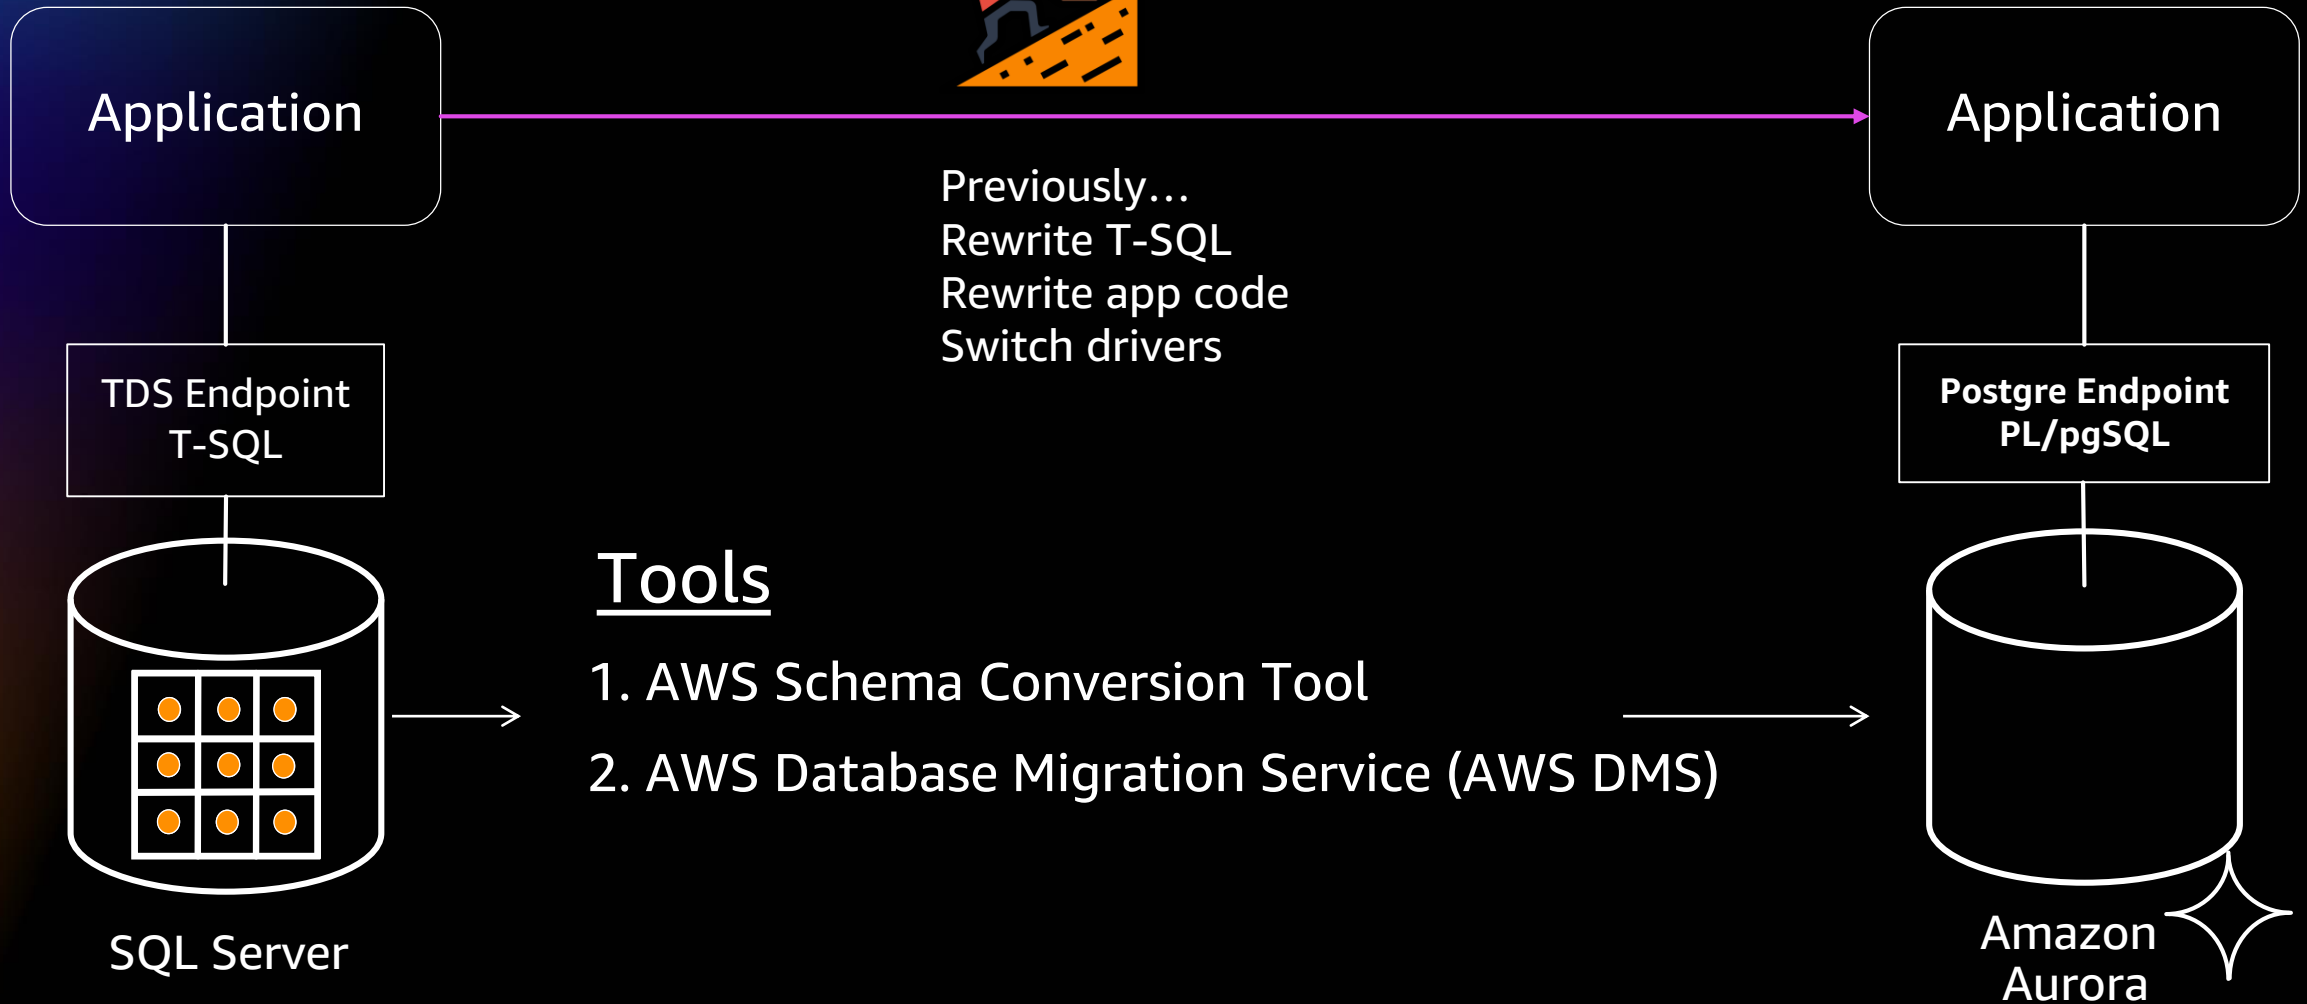 Application
Application
Previously…
Rewrite T-SQL
Rewrite app code
Switch drivers
TDS Endpoint
T-SQL
Postgre Endpoint
PL/pgSQL
Tools
1. AWS Schema Conversion Tool
2. AWS Database Migration Service (AWS DMS)
SQL Server
Amazon
Aurora